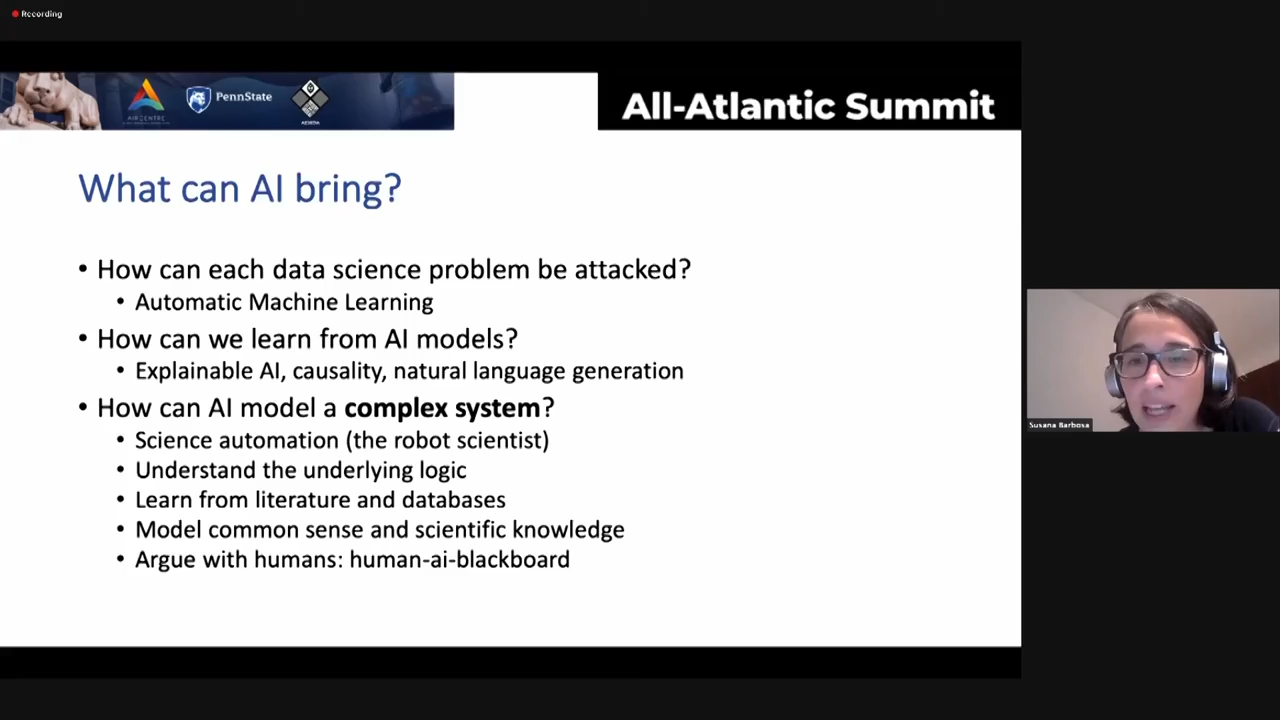 Recording
AIR CENTRE
PennState
All-Atlantic Summit
What can AI bring?
• How can each data science problem be attacked?
• Automatic Machine Learning
• How can we learn from AI models?
• Explainable AI, causality, natural language generation
• How can AI model a complex system?
• Science automation (the robot scientist)
• Understand the underlying logic
• Learn from literature and databases
• Model common sense and scientific knowledge
• Argue with humans: human-ai-blackboard
Susana Barbosa